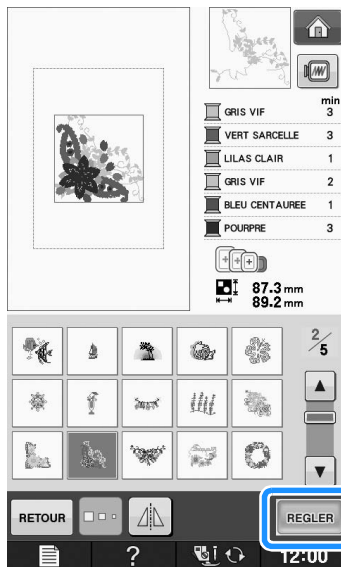 min
GRIS VIF 3
VERT SARCELLE 3
LILAS CLAIR 1
GRIS VIF 2
BLEU CENTAUREE 1
POURPRE 3
87.3 mm
89.2 mm
2/5
RETOUR
REGLER
?
12:00